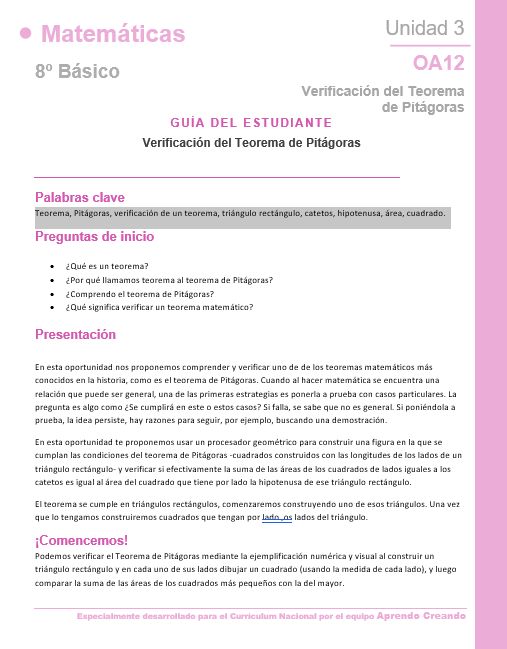 Matemáticas
Unidad 3
8º Básico
OA12
Verificación del Teorema
de Pitágoras
GUÍA DEL ESTUDIANTE
Verificación del Teorema de Pitágoras
Palabras clave
Teorema, Pitágoras, verificación de un teorema, triángulo rectángulo, catetos, hipotenusa, área, cuadrado.
Preguntas de inicio
• ¿Qué es un teorema?
• ¿Por qué llamamos teorema al teorema de Pitágoras?
• ¿Comprendo el teorema de Pitágoras?
• ¿Qué significa verificar un teorema matemático?
Presentación
En esta oportunidad nos proponemos comprender y verificar uno de de los teoremas matemáticos más
conocidos en la historia, como es el teorema de Pitágoras. Cuando al hacer matemática se encuentra una
relación que puede ser general, una de las primeras estrategias es ponerla a prueba con casos particulares. La
pregunta es algo como ¿Se cumplirá en este o estos casos? Si falla, se sabe que no es general. Si poniéndola a
prueba, la idea persiste, hay razones para seguir, por ejemplo, buscando una demostración.
En esta oportunidad te proponemos usar un procesador geométrico para construir una figura en la que se
cumplan las condiciones del teorema de Pitágoras -cuadrados construidos con las longitudes de los lados de un
triángulo rectángulo- y verificar si efectivamente la suma de las áreas de los cuadrados de lados iguales a los
catetos es igual al área del cuadrado que tiene por lado la hipotenusa de ese triángulo rectángulo.
El teorema se cumple en triángulos rectángulos, comenzaremos construyendo uno de esos triángulos. Una vez
que lo tengamos construiremos cuadrados que tengan por lado.,os lados del triángulo.
¡Comencemos!
Podemos verificar el Teorema de Pitágoras mediante la ejemplificación numérica y visual al construir un
triángulo rectángulo y en cada uno de sus lados dibujar un cuadrado (usando la medida de cada lado), y luego
comparar la suma de las áreas de los cuadrados más pequeños con la del mayor.
Especialmente desarrollado para el Currículum Nacional por el equipo Aprendo Creando